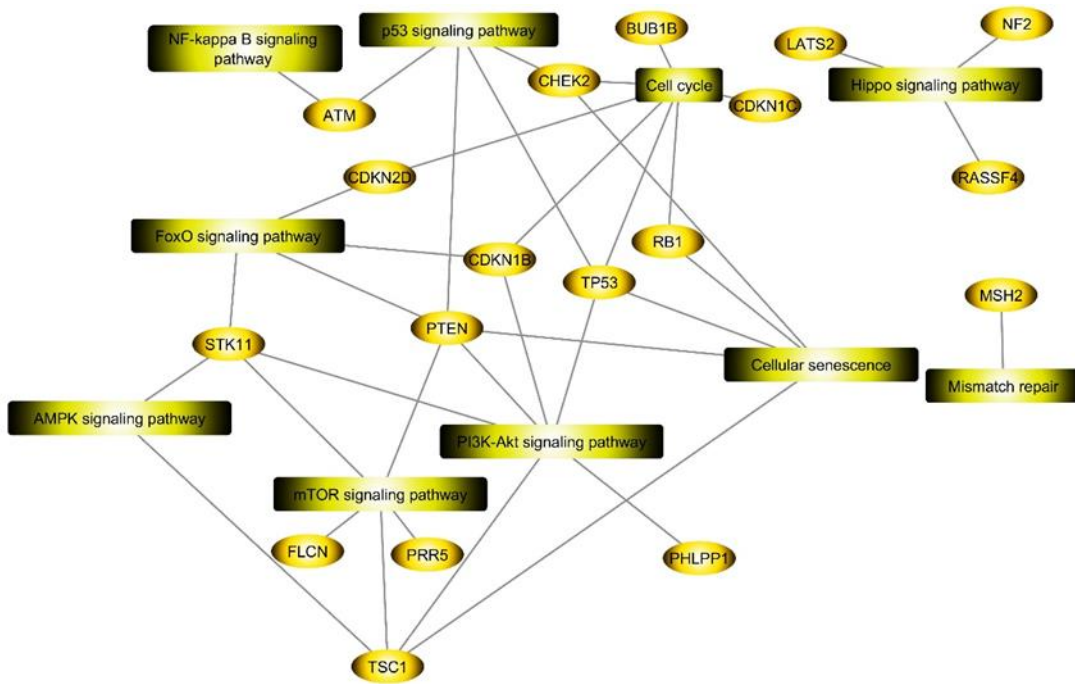 BUB1B
NF2
p53 signaling pathway
NF-kappa B signaling
pathway
LATS2
CHEK2
Cell cycle
Hippo signaling pathway
CDKN1C
ATM
CDKN2D
RASSF4
FoxO signaling pathway
RB1
CDKN1B
TP53
MSH2
PTEN
STK11
Cellular senescence
Mismatch repair
AMPK signaling pathway
PI3K-Akt signaling pathway
mTOR signaling pathway
FLCN
PRR5
PHLPP1
TSC1